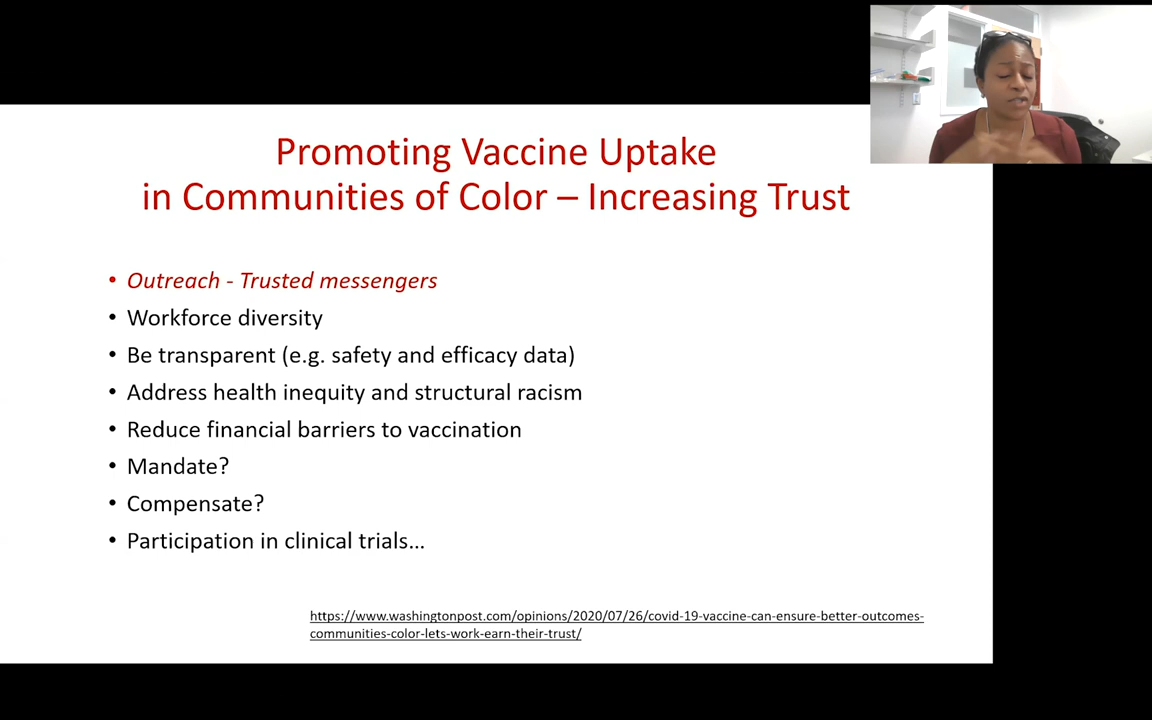 Promoting Vaccine Uptake
in Communities of Color – Increasing Trust
• Outreach - Trusted messengers
• Workforce diversity
• Be transparent (e.g. safety and efficacy data)
• Address health inequity and structural racism
• Reduce financial barriers to vaccination
• Mandate?
• Compensate?
• Participation in clinical trials...
https://www.washingtonpost.com/opinions/2020/07/26/covid-19-vaccine-can-ensure-better-outcomes-
communities-color-lets-work-earn-their-trust/